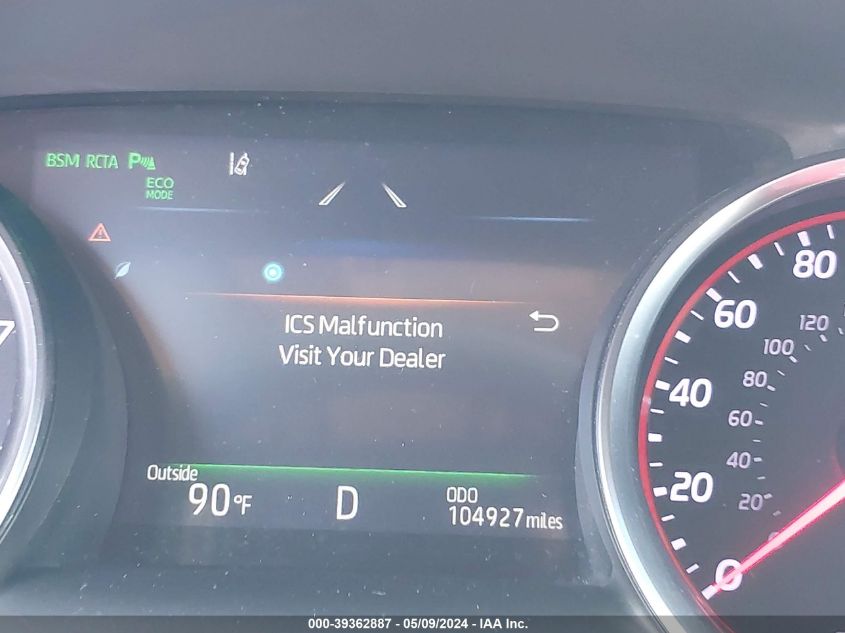 BSM RCTA P
ECO
MODE
ICS Malfunction
Visit Your Dealer
Outside
90°F
D
ODO
104927 miles
80
60
40
20
0
120
100
80
60
40
20
000-39362887 - 05/09/2024 - IAA Inc.